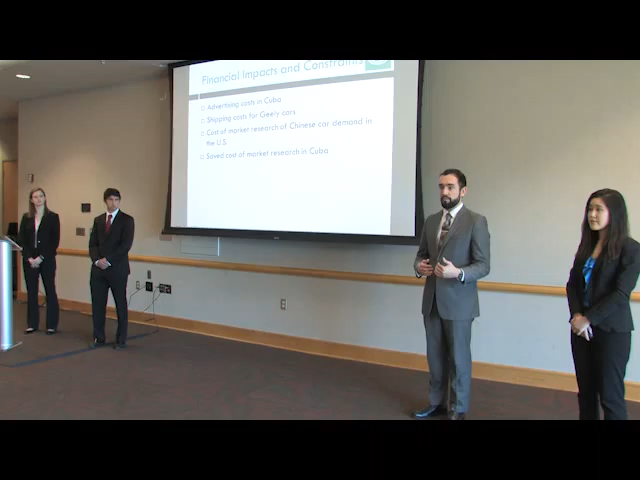 Financial Impacts and Constraints
Advertising costs in Cuba
Shipping costs for Geely cars
Cost of market research of Chinese car demand in
the U.S.
Saved cost of market research in Cuba